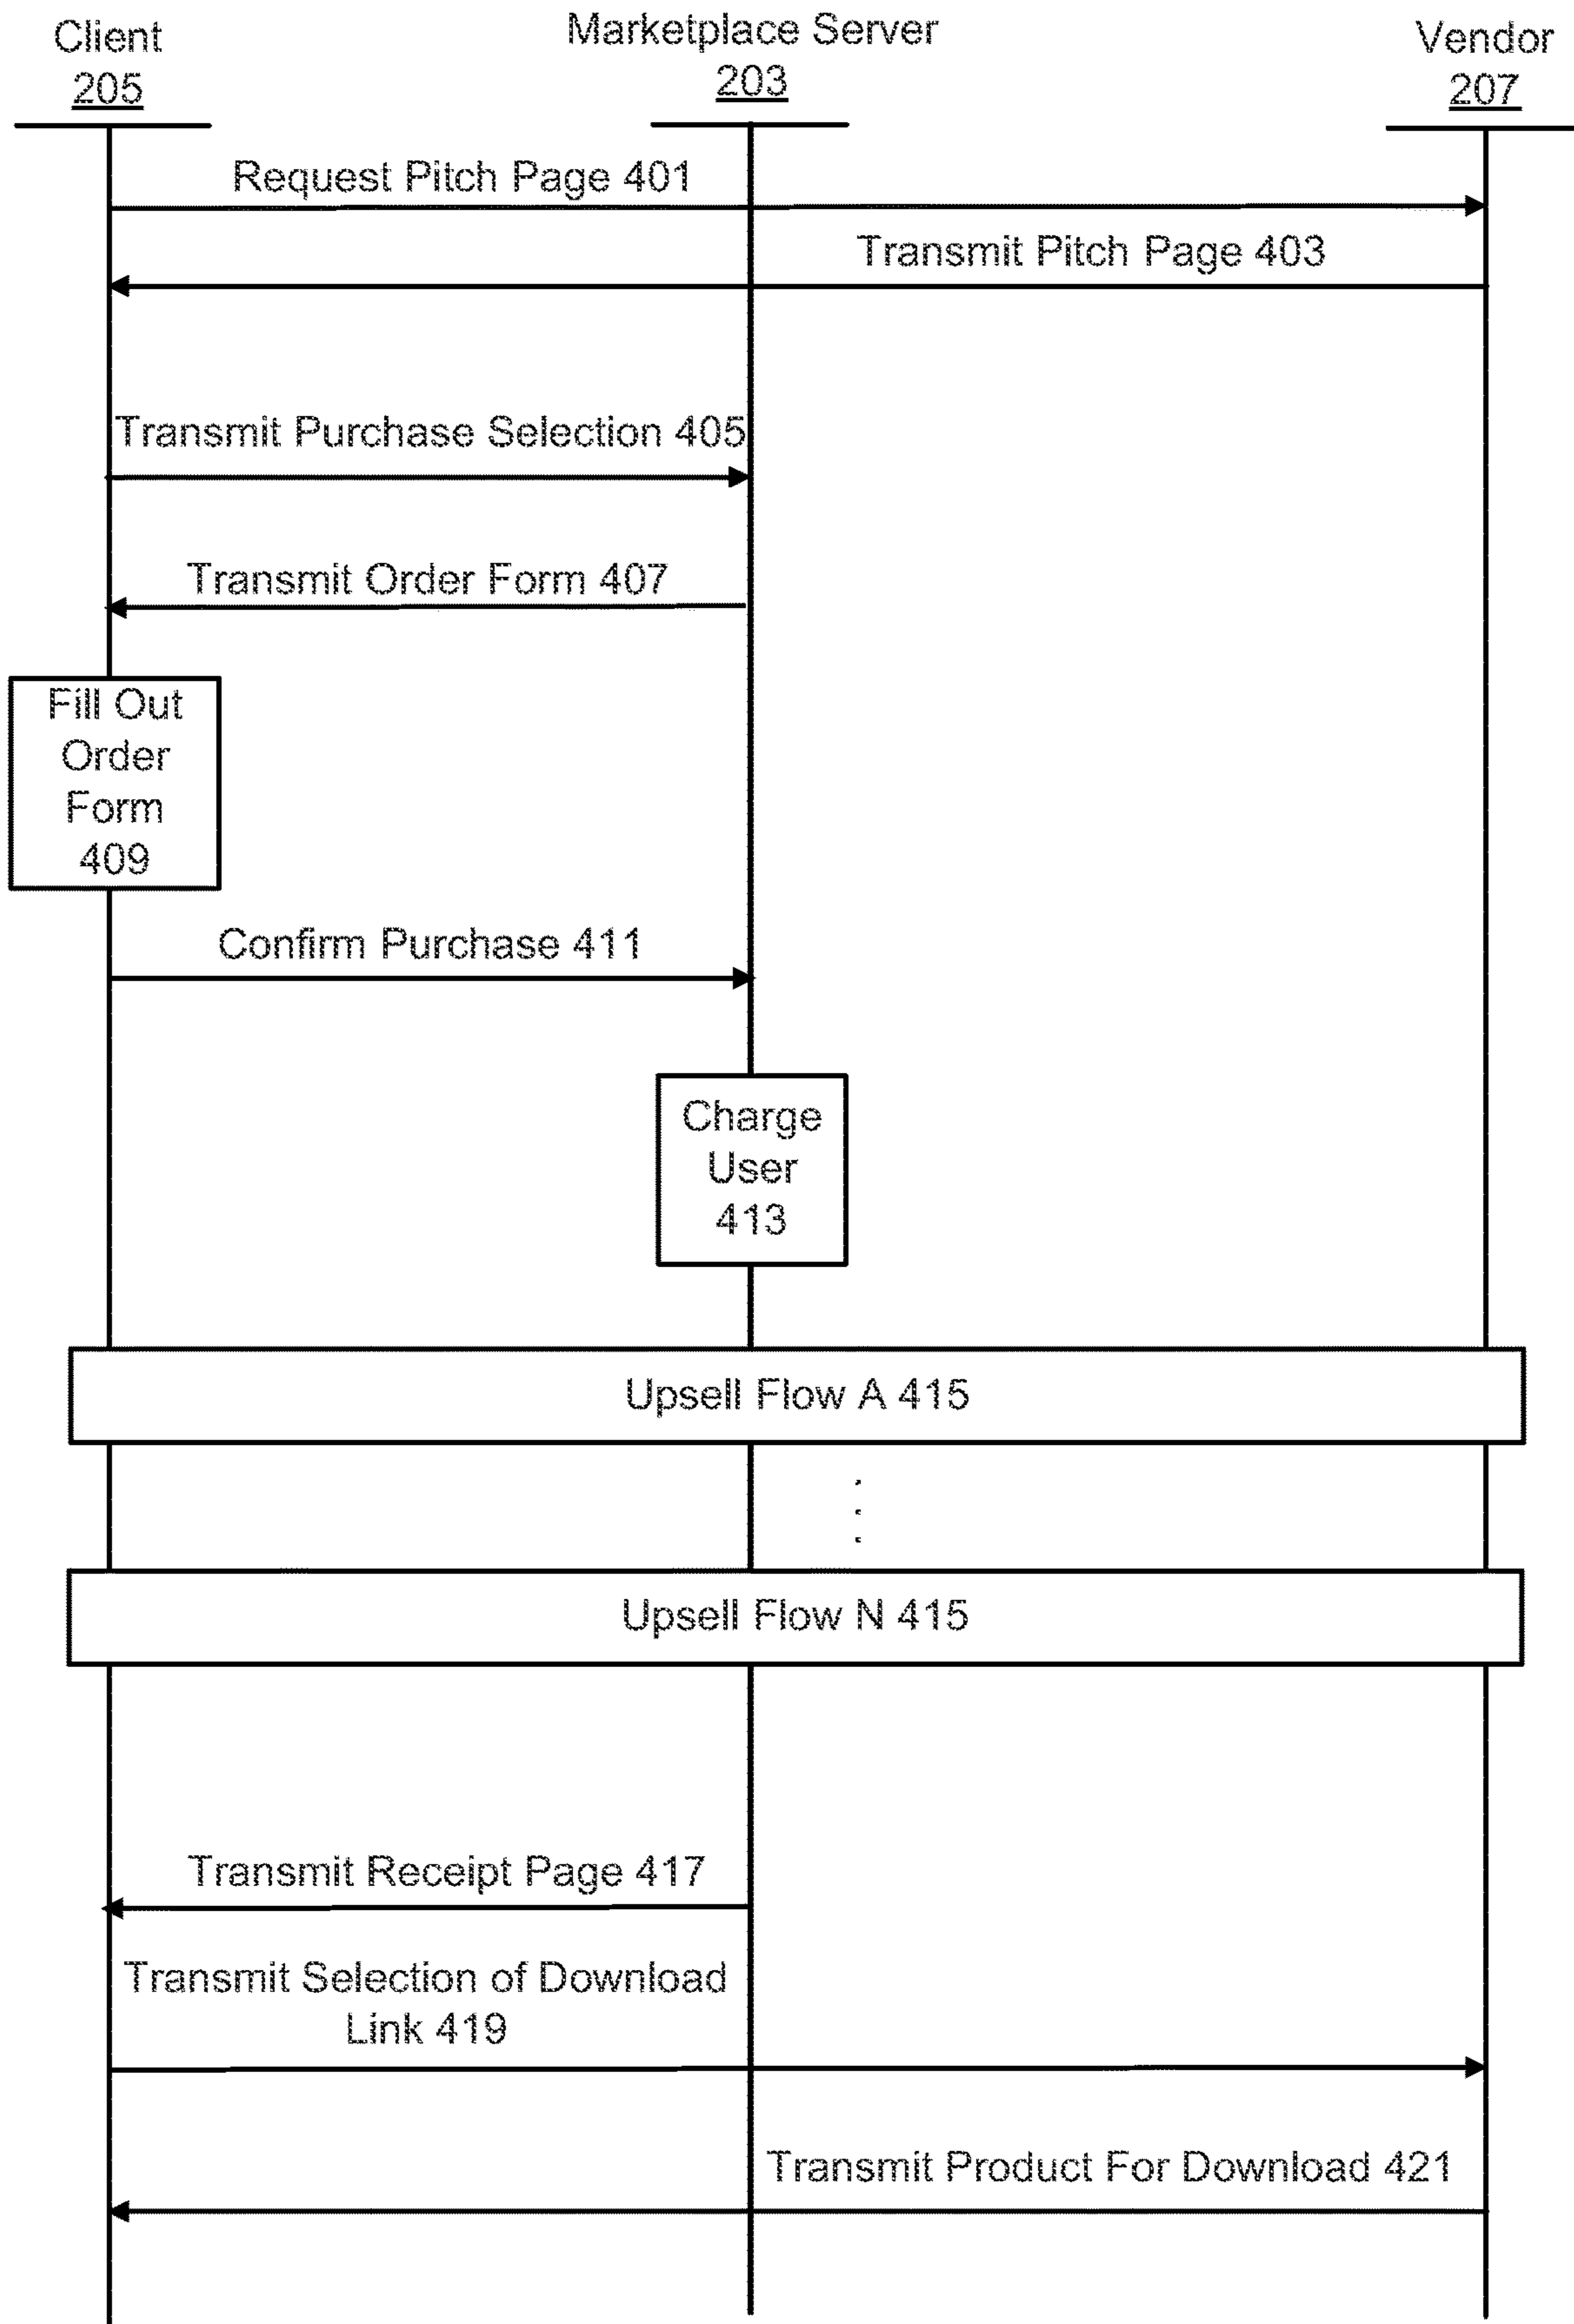 Client
205
Marketplace Server
203
Vendor
207
Request Pitch Page 401
Transmit Pitch Page 403
Transmit Purchase Selection 405
Transmit Order Form 407
Fill Out
Order
Form
409
Confirm Purchase 411
Charge
User
413
Upsell Flow A 415
Upsell Flow N 415
Transmit Receipt Page 417
Transmit Selection of Download
Link 419
Transmit Product For Download 421